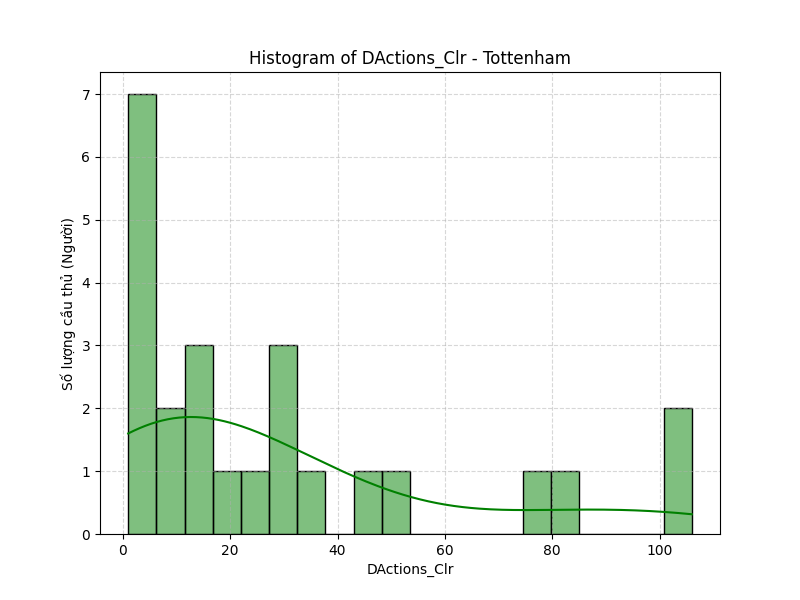 Histogram of DActions_Clr - Tottenham
Số lượng cầu thủ (Người)
7
6
5
4
3
2
1
0
0 20 40 60 80 100
DActions_Clr